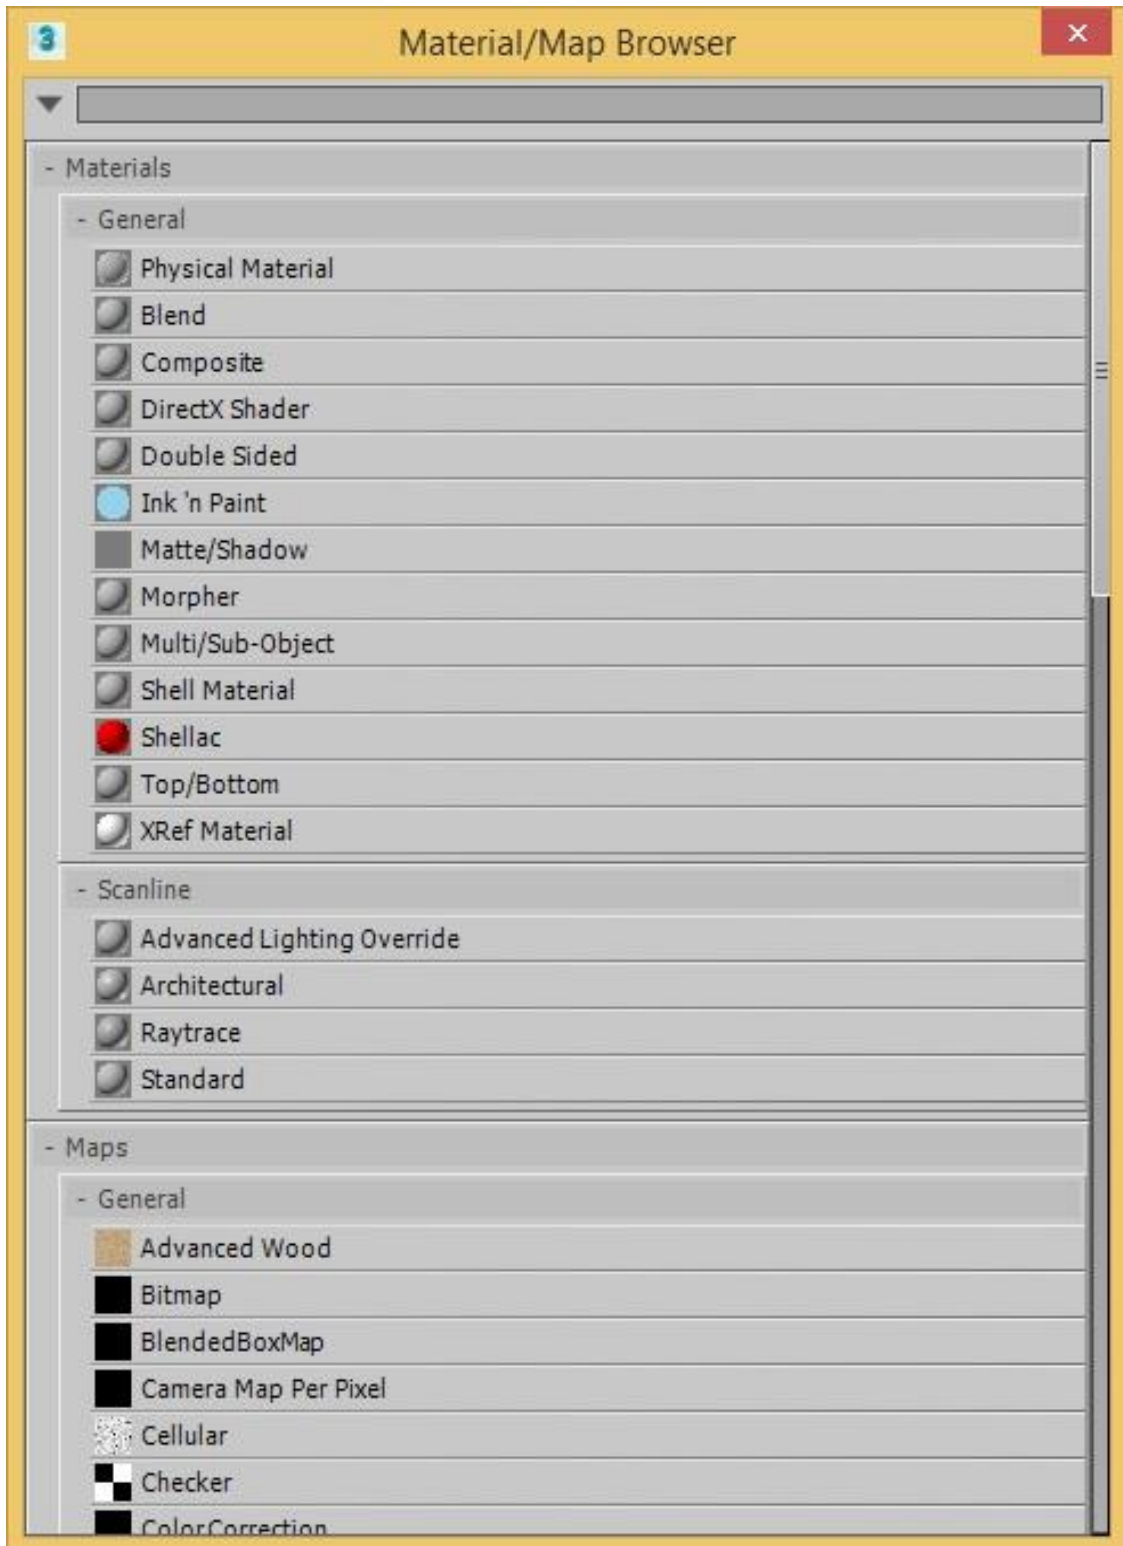 3
Material/Map Browser
×
- Materials
- General
Physical Material
Blend
Composite
DirectX Shader
Double Sided
Ink 'n Paint
Matte/Shadow
Morpher
Multi/Sub-Object
Shell Material
Shellac
Top/Bottom
XRef Material
- Scanline
Advanced Lighting Override
Architectural
Raytrace
Standard
- Maps
- General
Advanced Wood
Bitmap
BlendedBoxMap
Camera Map Per Pixel
Cellular
Checker
Color Correction